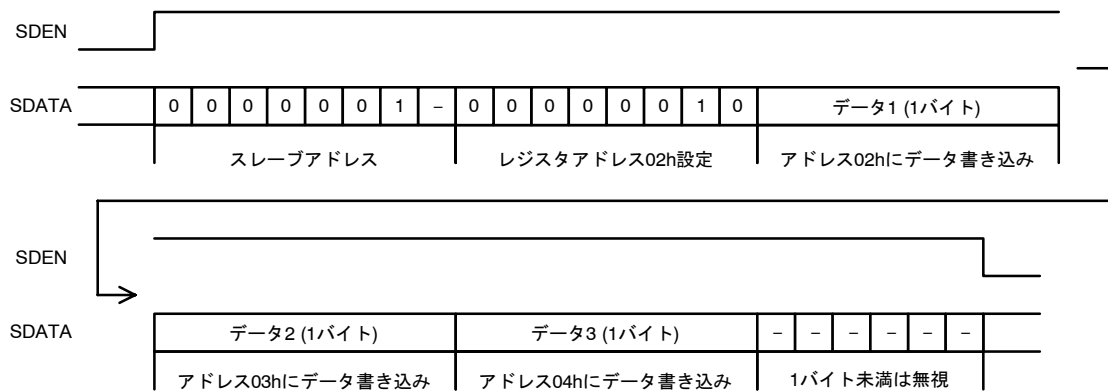 SDEN
SDATA 0 0 0 0 0 0 1 – 0 0 0 0 0 0 1 0 データ1 (1バイト)
スレーブアドレス レジスタアドレス02h設定 アドレス02hにデータ書き込み
SDEN
SDATA データ2 (1バイト) データ3 (1バイト) – – – – – –
アドレス03hにデータ書き込み アドレス04hにデータ書き込み 1バイト未満は無視